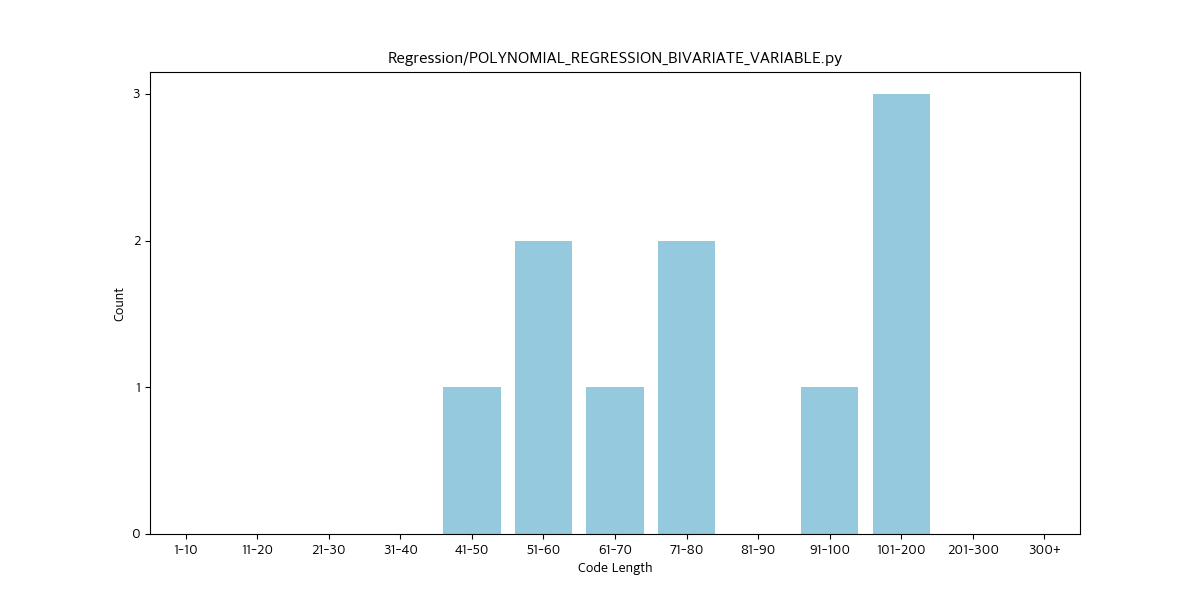 Regression/POLYNOMIAL_REGRESSION_BIVARIATE_VARIABLE.py
3
2
1
0
Count
1-10 11-20 21-30 31-40 41-50 51-60 61-70 71-80 81-90 91-100 101-200 201-300 300+
Code Length